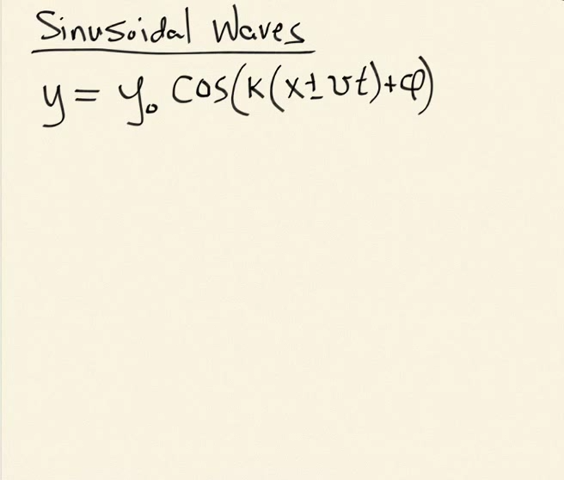 Sinusoidal Waves
y = y₀ cos(k(x±vt)+φ)